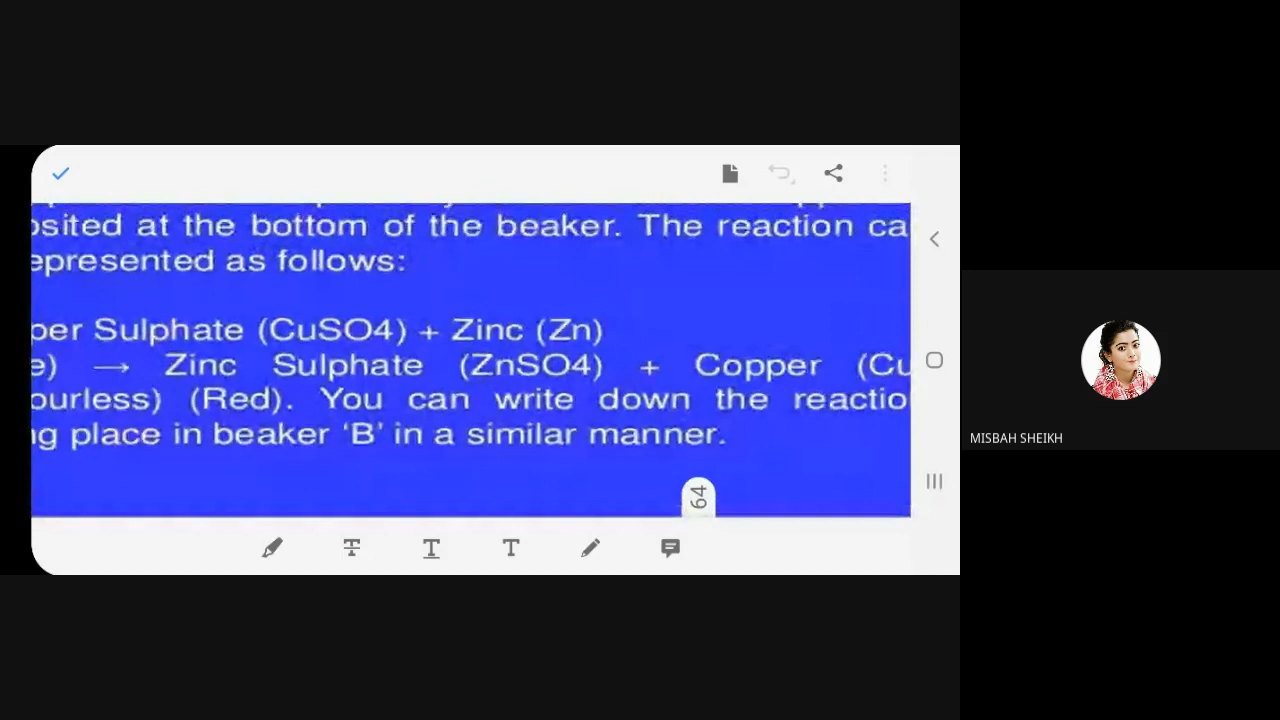 osited at the bottom of the beaker. The reaction ca
epresented as follows:
per Sulphate (CuSO4) + Zinc (Zn)
e) → Zinc Sulphate (ZnSO4) + Copper (Cu
ourless) (Red). You can write down the reactio
ng place in beaker ‘B’ in a similar manner.
64
MISBAH SHEIKH